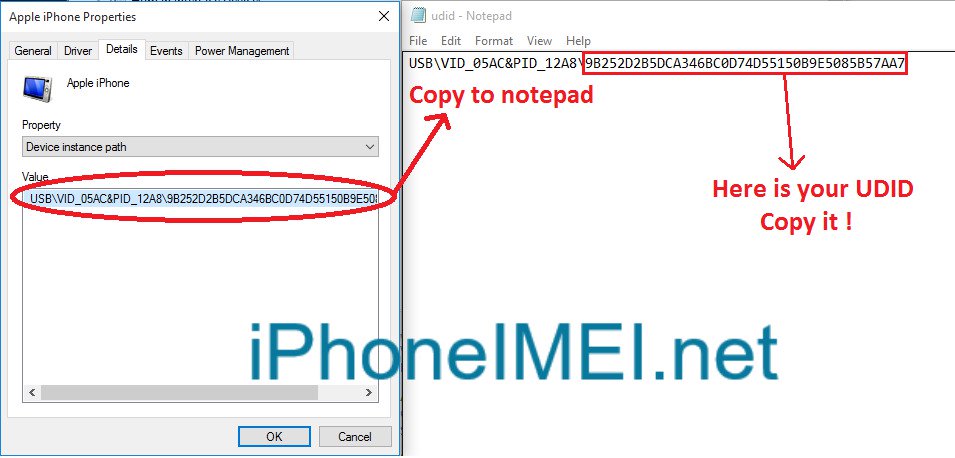 Apple iPhone Properties
General
Driver
Details
Events
Power Management
Apple iPhone
Property
Device instance path
Value
USB\VID_05AC&PID_12A8\9B252D2B5DCA346BC0D74D55150B9E508
OK
Cancel
udid - Notepad
File Edit Format View Help
USB\VID_05AC&PID_12A8\9B252D2B5DCA346BC0D74D55150B9E5085B57AA7
Copy to notepad
Here is your UDID
Copy it !
iPhoneIMEI.net